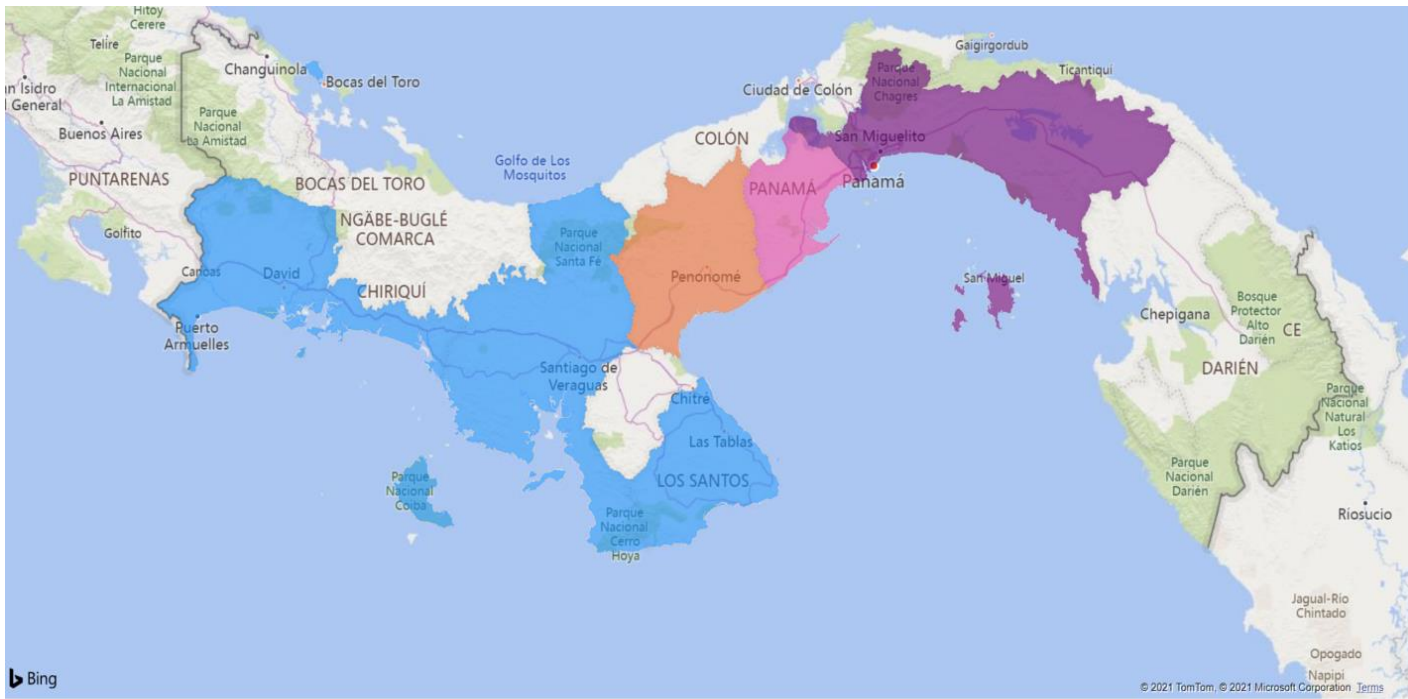 Hitoy
Cerere
Telire
Parque
Nacional
Internacional
La Amistad
Changuinola
Bocas del Toro
n Isidro
l General
Buenos Aires
Parque
Nacional
La Amistad
PUNTARENAS
Golfito
BOCAS DEL TORO
NGÄBE-BUGLÉ
COMARCA
Golfo de Los
Mosquitos
Canoas
David
CHIRIQUÍ
Puerto
Armuelles
Parque
Nacional
Santa Fé
Santiago de
Veraguas
Parque
Nacional
Coiba
Chitré
Las Tablas
LOS SANTOS
Parque
Nacional
Cerro
Hoya
COLÓN
Ciudad de Colón
Penonomé
PANAMÁ
Parque
Nacional
Chagres
San Miguelito
Panamá
Gaigirgordub
Ticantiqui
San Miguel
Chepigana
Bosque
Protector
Alto
Darién
CE
DARIÉN
Parque
Nacional
Natural
Los
Katios
Parque
Nacional
Darién
Riosucio
Jagual-Rio
Chintado
Opogado
Napipi
Bing
© 2021 TomTom, © 2021 Microsoft Corporation Terms